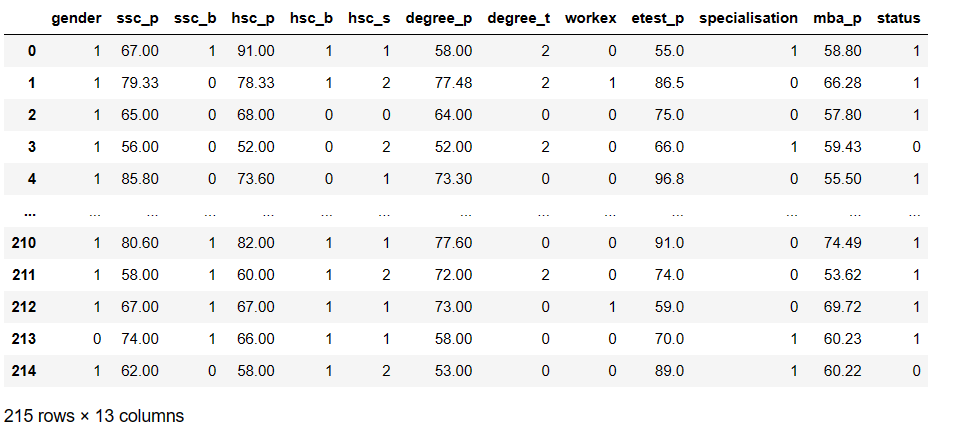 gender ssc_p ssc_b hsc_p hsc_b hsc_s degree_p degree_t workex etest_p specialisation mba_p status
0 1 67.00 1 91.00 1 1 58.00 2 0 55.0 1 58.80 1
1 1 79.33 0 78.33 1 2 77.48 2 1 86.5 0 66.28 1
2 1 65.00 0 68.00 0 0 64.00 0 0 75.0 0 57.80 1
3 1 56.00 0 52.00 0 2 52.00 2 0 66.0 1 59.43 0
4 1 85.80 0 73.60 0 1 73.30 0 0 96.8 0 55.50 1
... ... ... ... ... ... ... ... ... ... ... ... ... ...
210 1 80.60 1 82.00 1 1 77.60 0 0 91.0 0 74.49 1
211 1 58.00 1 60.00 1 2 72.00 2 0 74.0 0 53.62 1
212 1 67.00 1 67.00 1 1 73.00 0 1 59.0 0 69.72 1
213 0 74.00 1 66.00 1 1 58.00 0 0 70.0 1 60.23 1
214 1 62.00 0 58.00 1 2 53.00 0 0 89.0 1 60.22 0
215 rows × 13 columns